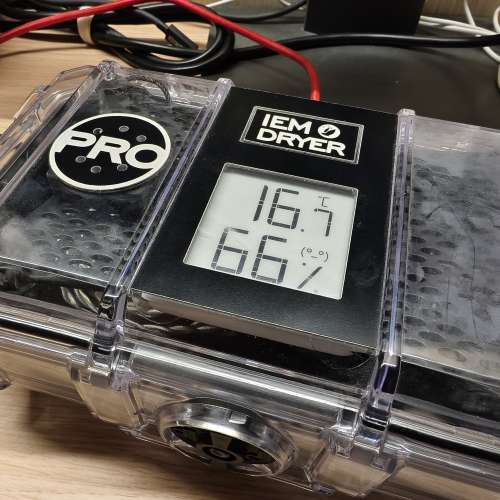 PRO
IEM
DRYER
16.7 °C
66 %
(°_°)